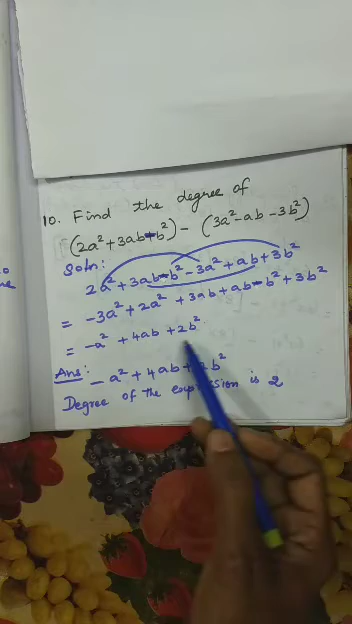 10. Find the degree of
(2a²+3ab-b²) - (3a²-ab-3b²)
Soln:
2a²+3ab-b²-3a²+ab+3b²
= -3a²+2a²+3ab+ab-b²+3b²
= -a²+4ab+2b²
Ans: -a²+4ab+2b²
Degree of the expression is 2